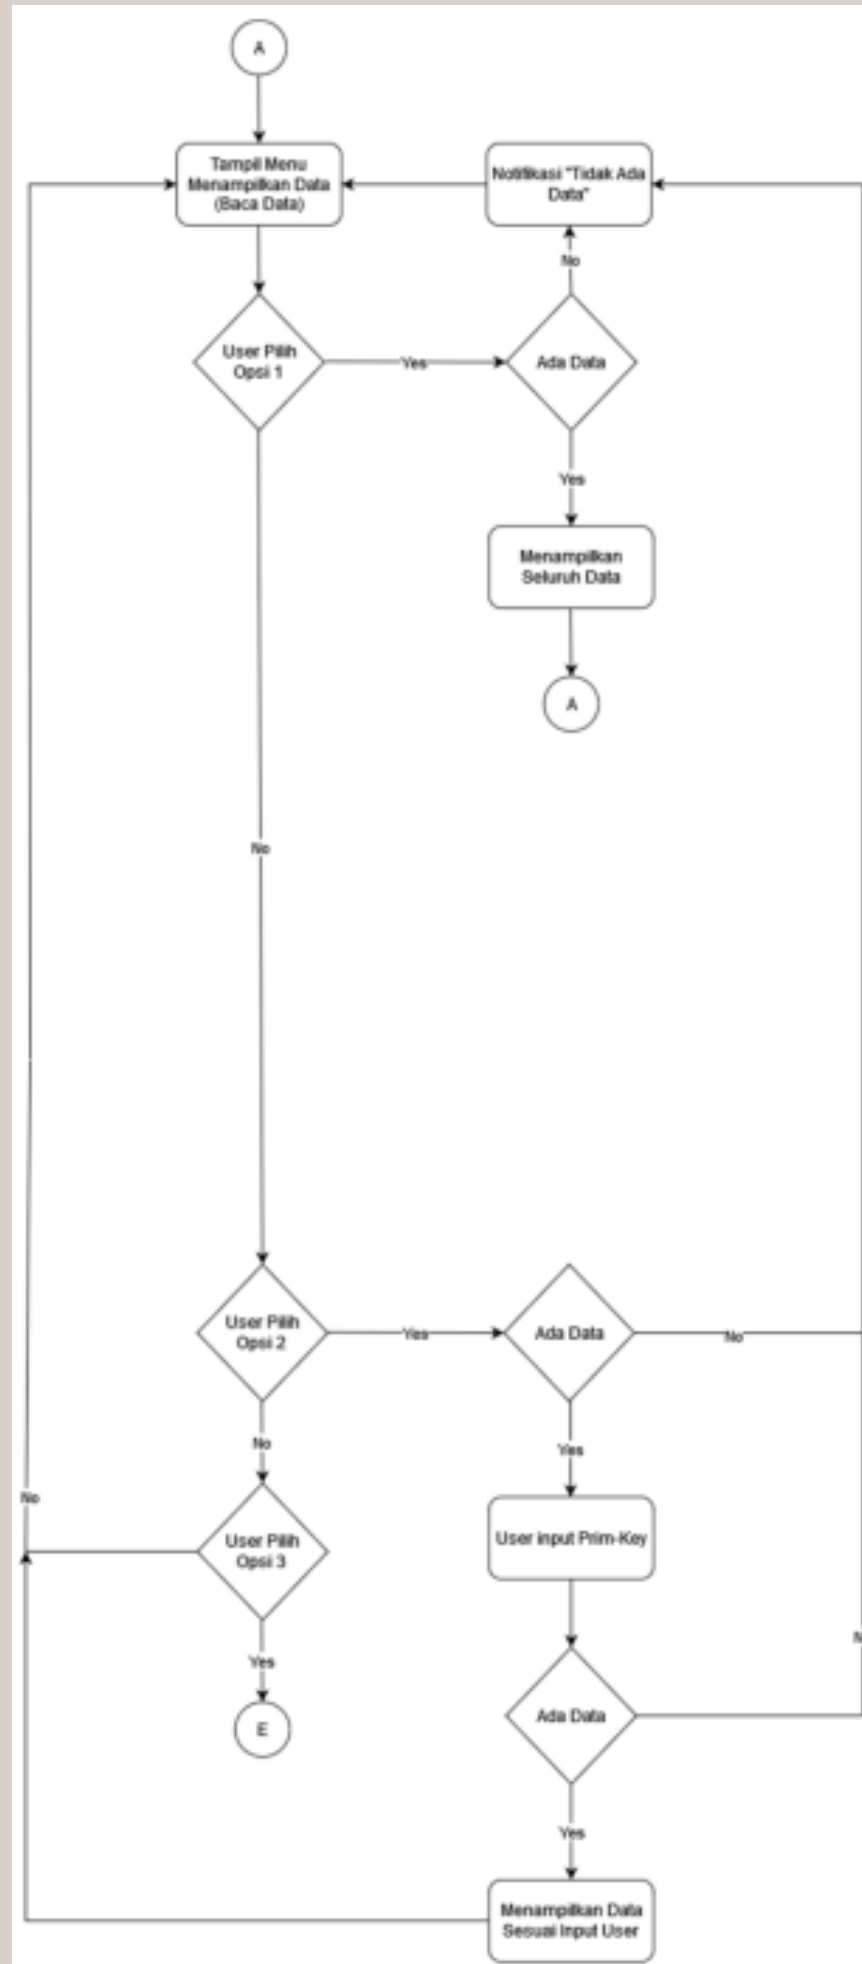 A
Tampil Menu
Menampilkan Data
(Baca Data)
Notifikasi "Tidak Ada
Data"
No
User Pilih
Opsi 1
Yes
Ada Data
Yes
Menampilkan
Seluruh Data
A
No
User Pilih
Opsi 2
Yes
Ada Data
No
No
Yes
No
User Pilih
Opsi 3
User input Prim-Key
Yes
E
Ada Data
Yes
Menampilkan Data
Sesuai Input User